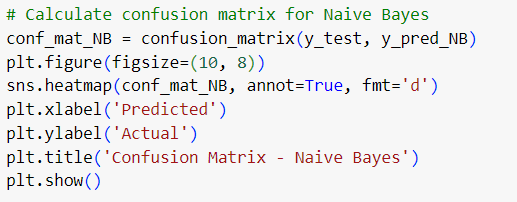 # Calculate confusion matrix for Naive Bayes
conf_mat_NB = confusion_matrix(y_test, y_pred_NB)
plt.figure(figsize=(10, 8))
sns.heatmap(conf_mat_NB, annot=True, fmt='d')
plt.xlabel('Predicted')
plt.ylabel('Actual')
plt.title('Confusion Matrix - Naive Bayes')
plt.show()